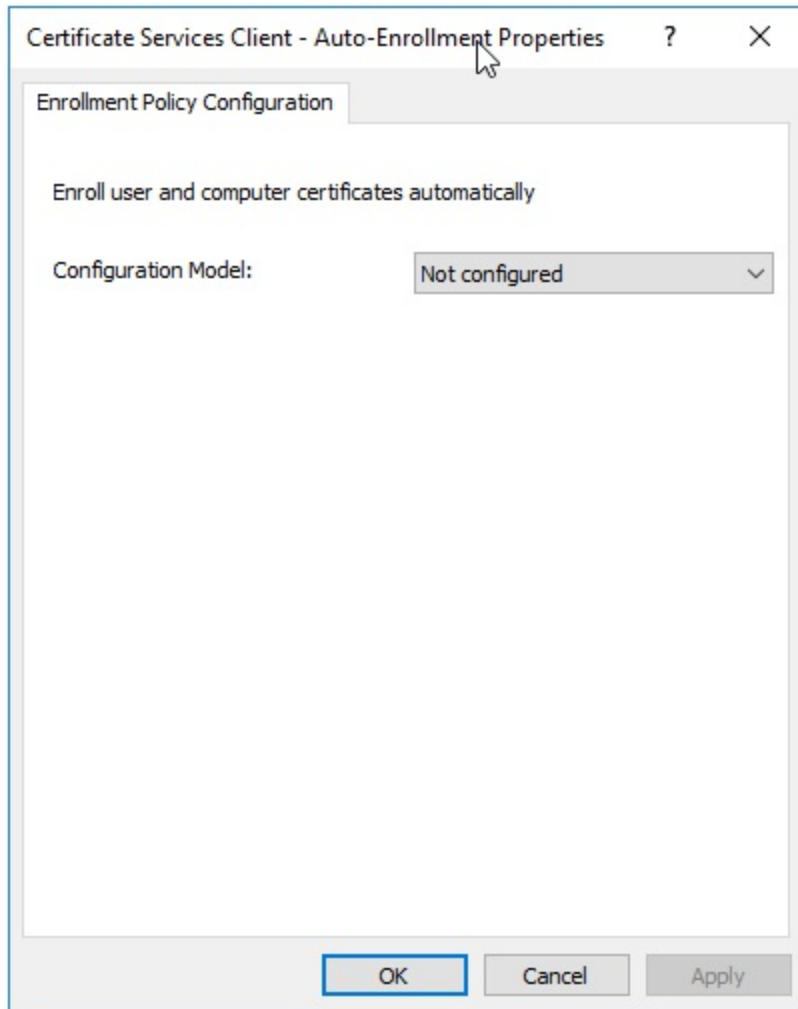 Certificate Services Client - Auto-Enrollment Properties ?
Enrollment Policy Configuration
Enroll user and computer certificates automatically
Configuration Model: Not configured
OK Cancel Apply